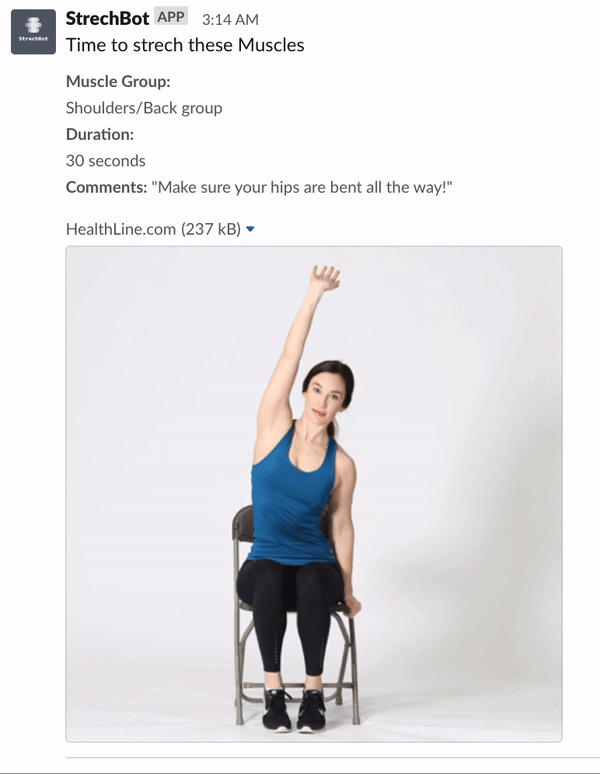 StrechBot APP 3:14 AM
StrechBot
Time to strech these Muscles
Muscle Group:
Shoulders/Back group
Duration:
30 seconds
Comments: "Make sure your hips are bent all the way!"
HealthLine.com (237 kB)